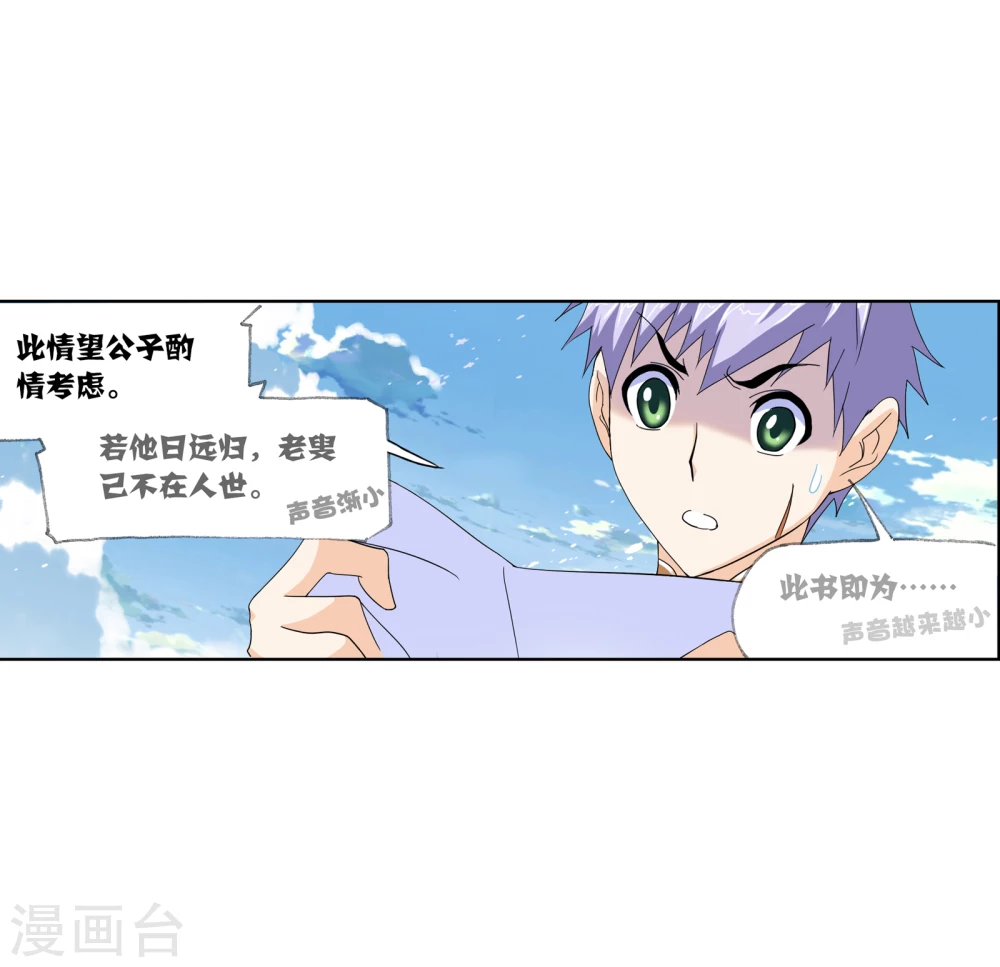 此情望公子酌
情考虑。
若他日远归，老叟
己不在人世。
声音渐小
此书即为……
声音越来越小
漫画台